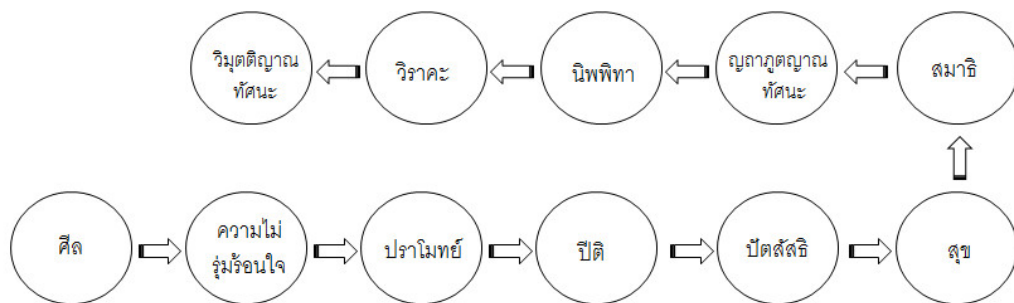 วิมุตติญาณ
ทัศนะ
วิราคะ
นิพพิทา
ญถาภูตญาณ
ทัศนะ
สมาธิ
ศีล
ความไม่
รุ่มร้อนใจ
ปราโมทย์
ปีติ
ปัตสัสธิ
สุข